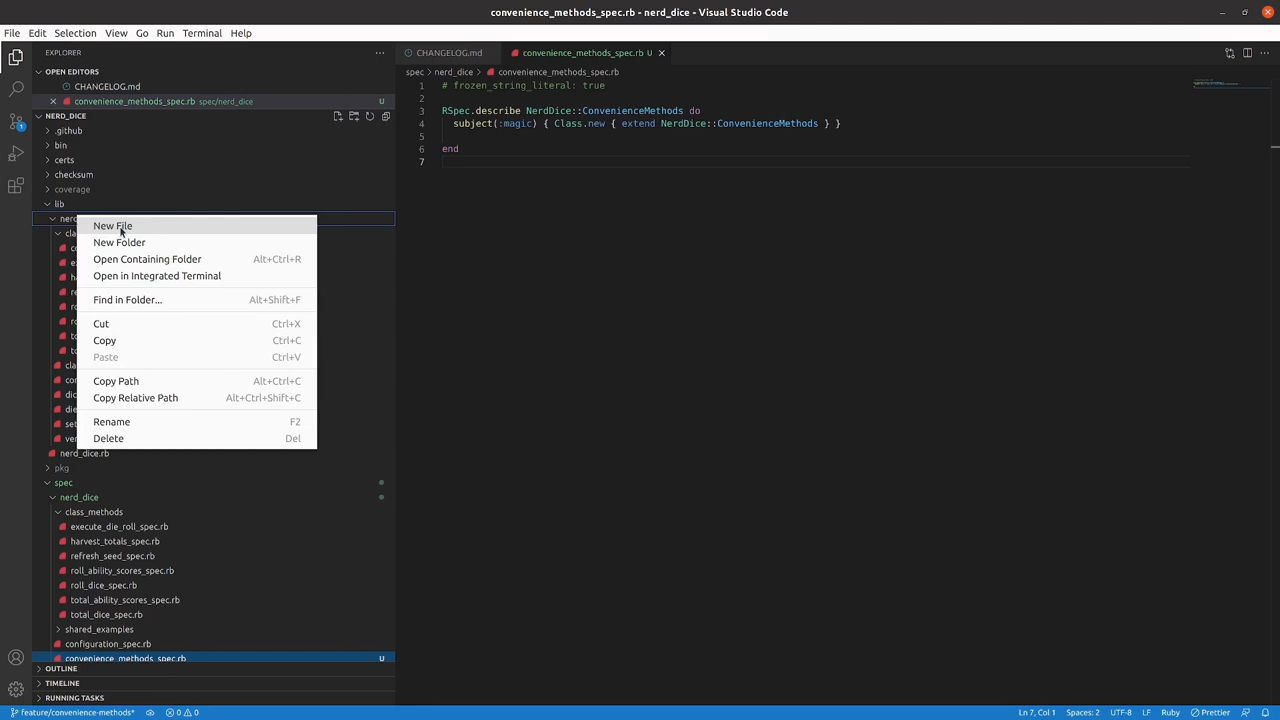 convenience_methods_spec.rb - nerd_dice - Visual Studio Code
File Edit Selection View Go Run Terminal Help
EXPLORER
OPEN EDITORS
CHANGELOG.md
convenience_methods_spec.rb spec/nerd_dice U
NERD_DICE
.github
bin
certs
checksum
coverage
lib
New File
New Folder
Open Containing Folder Alt+Ctrl+R
Open in Integrated Terminal
Find in Folder... Alt+Shift+F
Cut Ctrl+X
Copy Ctrl+C
Paste Ctrl+V
Copy Path Alt+Ctrl+C
Copy Relative Path Alt+Ctrl+Shift+C
Rename F2
Delete Del
nerd_dice.rb
pkg
spec
nerd_dice
class_methods
execute_die_roll_spec.rb
harvest_totals_spec.rb
refresh_seed_spec.rb
roll_ability_scores_spec.rb
roll_dice_spec.rb
total_ability_scores_spec.rb
total_dice_spec.rb
shared_examples
configuration_spec.rb
convenience_methods_spec.rb U
OUTLINE
TIMELINE
RUNNING TASKS
CHANGELOG.md
convenience_methods_spec.rb U
spec > nerd_dice > convenience_methods_spec.rb
1 # frozen_string_literal: true
2
3 RSpec.describe NerdDice::ConvenienceMethods do
4 subject(:magic) { Class.new { extend NerdDice::ConvenienceMethods } }
5
6 end
7
1
feature/convenience-methods* 0 0
Ln 7, Col 1 Spaces: 2 UTF-8 LF Ruby Prettier